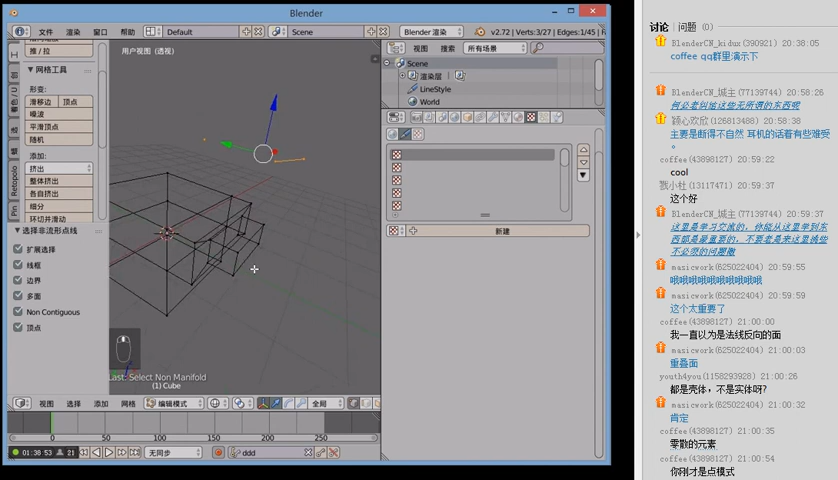 Blender
文件
渲染
窗口
帮助
Default
Scene
Blender 渲染
v2.72 | Verts:3/27 | Edges:1/45 | F
推 / 拉
网格工具
形变:
滑移边
顶点
噪波
平滑顶点
随机
添加:
挤出
整体挤出
各自挤出
细分
环切并滑动
Retopolo
Pin
选择非流形点线
扩展选择
线框
边界
多面
Non Contiguous
顶点
用户视图 (透视)
Last: Select Non Manifold
(1) Cube
视图
搜索
所有场景
Scene
渲染层
LineStyle
World
新建
视图
选择
添加
网格
编辑模式
全局
0
50
100
150
200
250
01:38 53
21
无同步
ddd
讨论
问题 (0)
BlenderCN_kidux(390921) 20:38:05
coffee qq群里演示下
BlenderCN_城主(77139744) 20:58:26
何必老纠结这些无所谓的东西呢
颖心欢欣(126813488) 20:58:38
主要是断得不自然 耳机的话着有些难受
。
coffee(43898127) 20:59:22
cool
戮小杜(13117471) 20:59:37
这个好
BlenderCN_城主(77139744) 20:59:37
这里是学习交流的，你能从这里学到东
西那是最重要的，不要老是来这里搞些
不必须的问题撒
masicwork(625022404) 20:59:55
哦哦哦哦哦哦哦哦哦哦
masicwork(625022404) 20:59:59
这个太重要了
coffee(43898127) 21:00:00
我一直以为是法线反向的面
masicwork(625022404) 21:00:03
重叠面
youth4you(1158293928) 21:00:26
都是壳体，不是实体呀?
masicwork(625022404) 21:00:32
肯定
coffee(43898127) 21:00:35
零散的元素
coffee(43898127) 21:00:54
你刚才是点模式